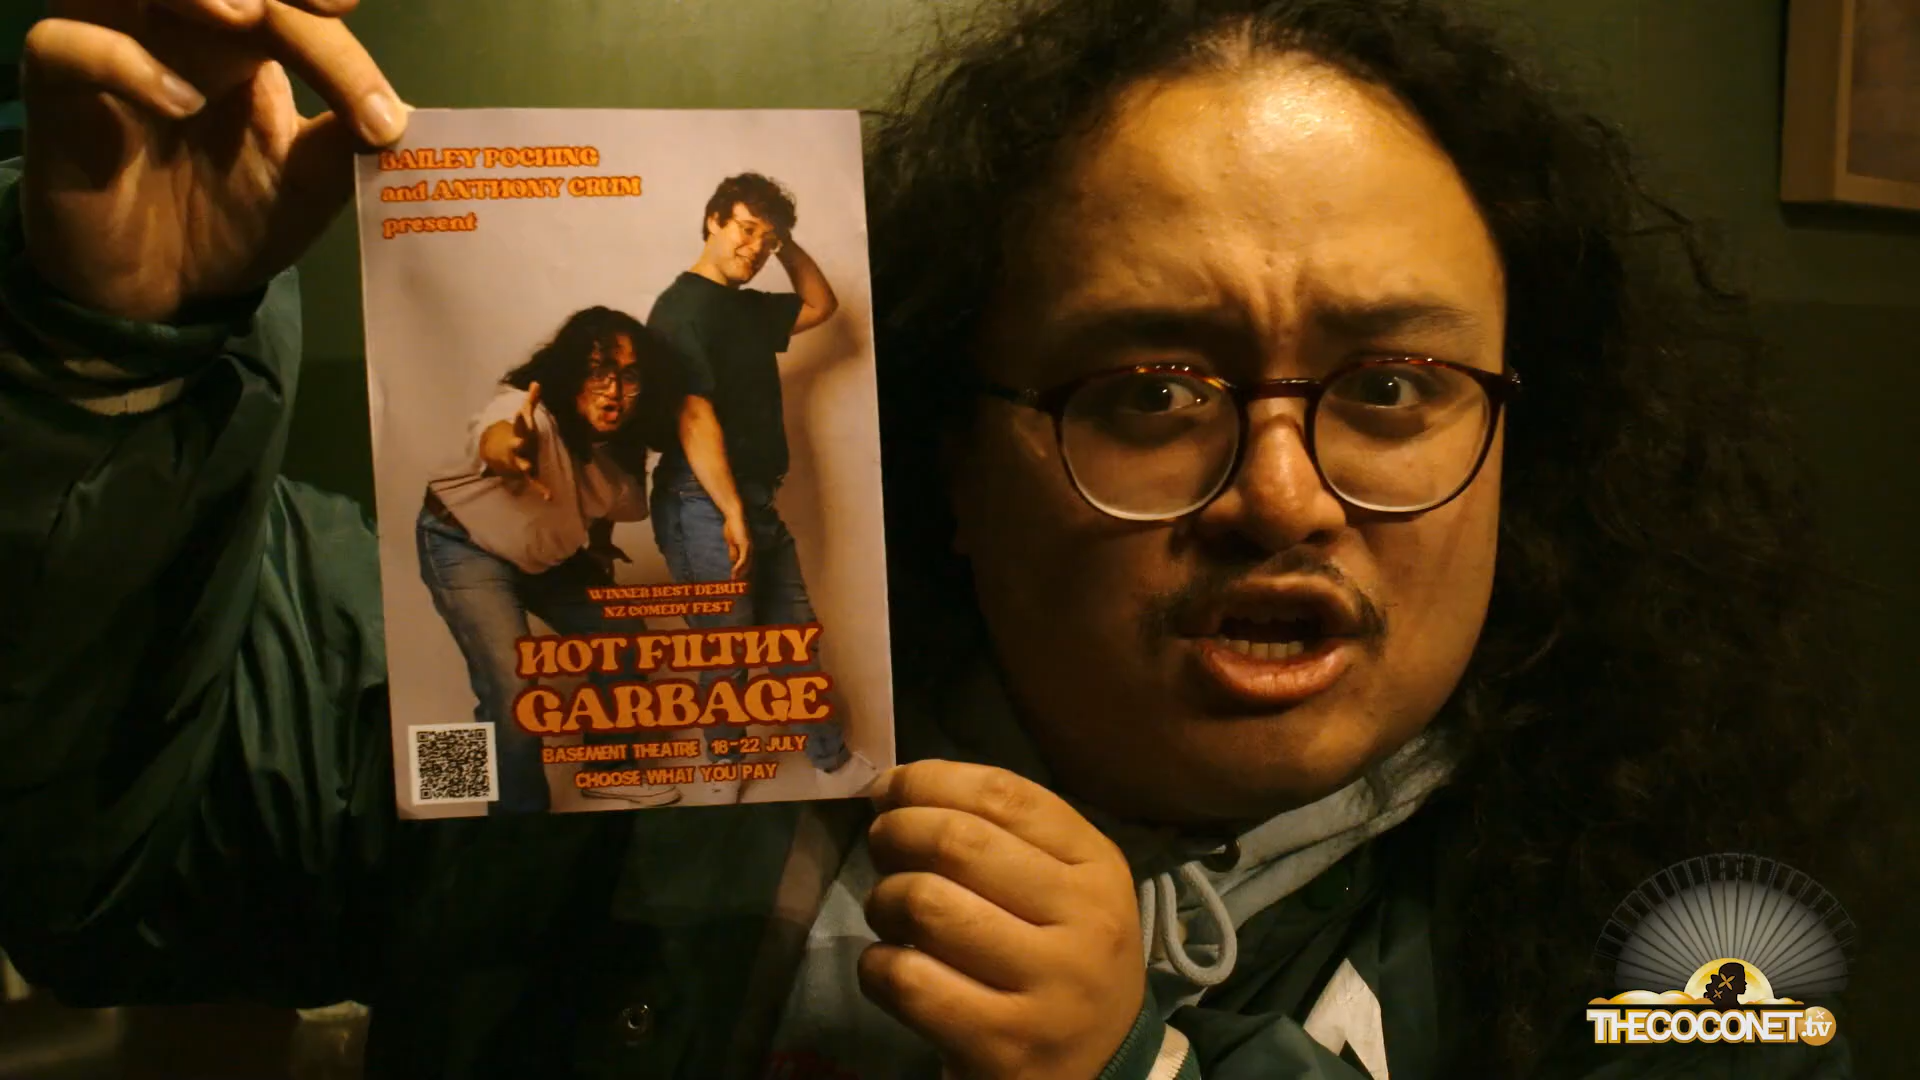 BAILEY POCHING
and ANTHONY CRUM
present
WINNER BEST DEBUT
NZ COMEDY FEST
HOT FILTHY
GARBAGE
BASEMENT THEATRE 18-22 JULY
CHOOSE WHAT YOU PAY
THECOCONET.tv